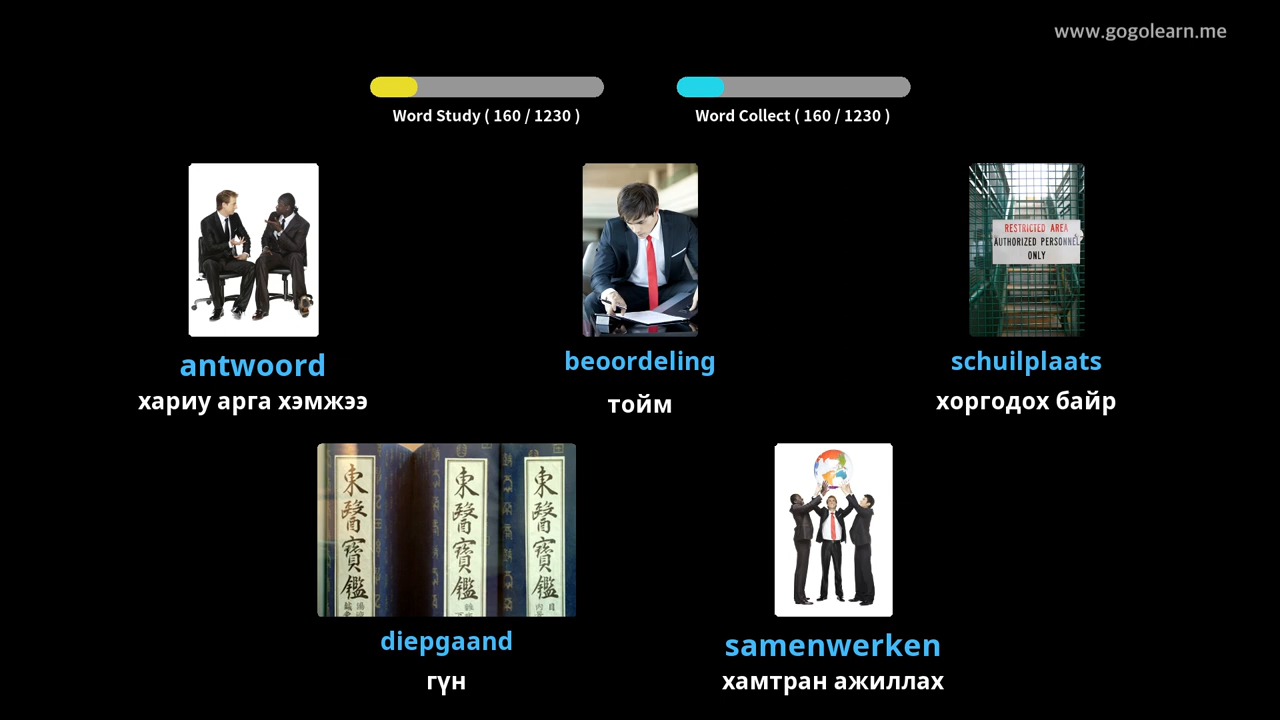 www.gogolearn.me
Word Study ( 160 / 1230 )
Word Collect ( 160 / 1230 )
RESTRICTED AREA
AUTHORIZED PERSONNEL
ONLY
antwoord
хариу арга хэмжээ
beoordeling
тойм
schuilplaats
хоргодох байр
東醫寶鑑
東醫寶鑑
東醫寶鑑
diepgaand
гүн
samenwerken
хамтран ажиллах